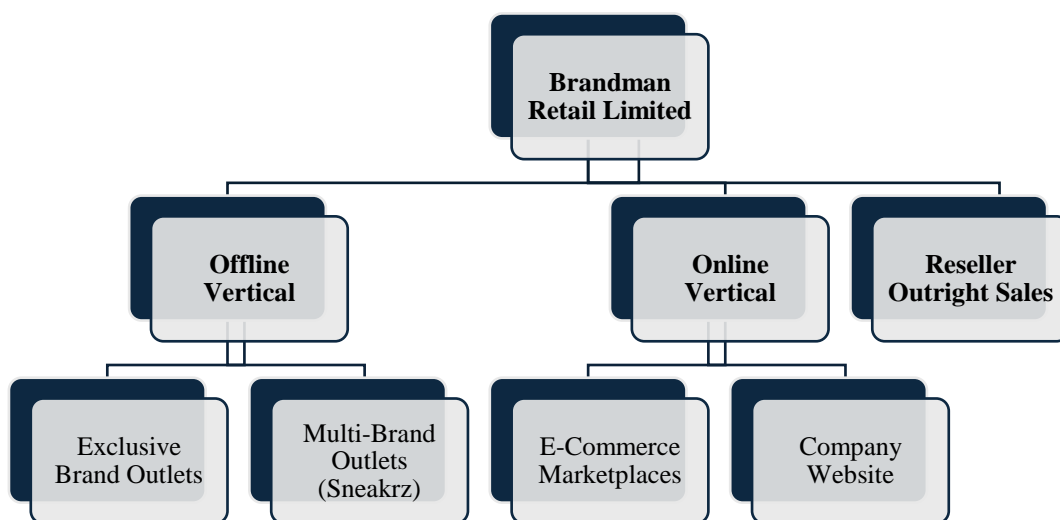 Brandman
Retail Limited
Offline
Vertical
Online
Vertical
Reseller
Outright Sales
Exclusive
Brand Outlets
Multi-Brand
Outlets
(Sneakrz)
E-Commerce
Marketplaces
Company
Website